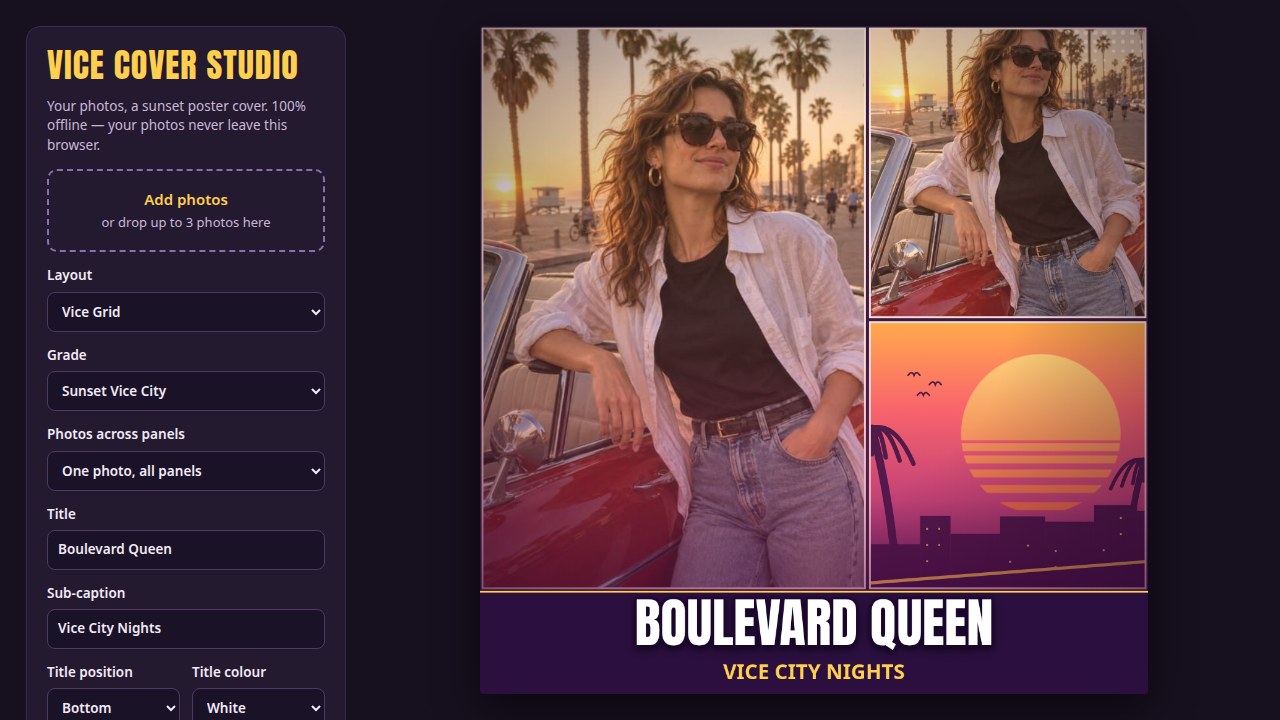 VICE COVER STUDIO
Your photos, a sunset poster cover. 100%
offline — your photos never leave this
browser.
Add photos
or drop up to 3 photos here
Layout
Vice Grid
Grade
Sunset Vice City
Photos across panels
One photo, all panels
Title
Boulevard Queen
Sub-caption
Vice City Nights
Title position
Title colour
Bottom
White
BOULEVARD QUEEN
VICE CITY NIGHTS